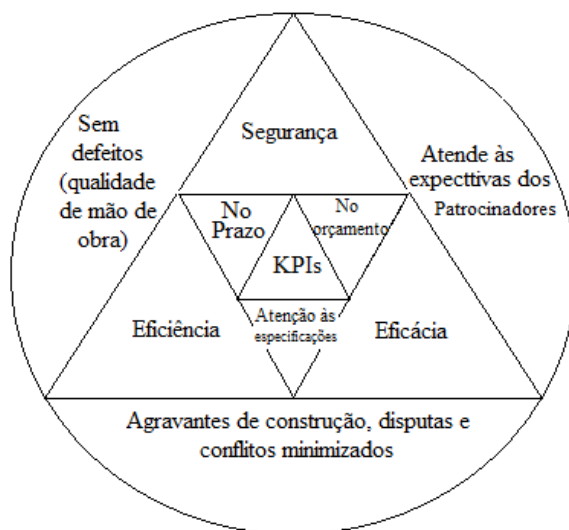 Sem
defeitos
(qualidade
de mão de
obra)
Segurança
Atende às
expecttivas dos
Patrocinadores
No
Prazo
No
orçamento
KPIs
Eficiência
Atenção às
especificações
Eficácia
Agravantes de construção, disputas e
conflitos minimizados